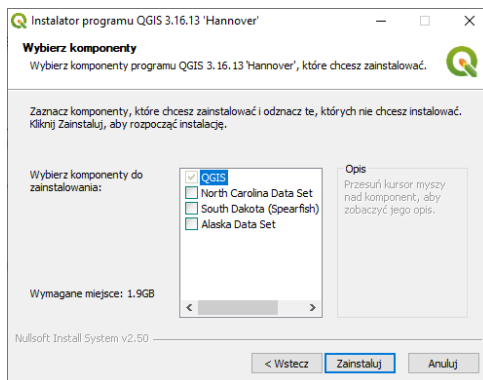 Instalator programu QGIS 3.16.13 'Hannover'
Wybierz komponenty
Wybierz komponenty programu QGIS 3.16.13 'Hannover', które chcesz zainstalować.
Zaznacz komponenty, które chcesz zainstalować i odznacz te, których nie chcesz instalować.
Kliknij Zainstaluj, aby rozpocząć instalację.
Wybierz komponenty do
zainstalowania:
QGIS
North Carolina Data Set
South Dakota (Spearfish)
Alaska Data Set
Opis
Przesuń kursor myszy
nad komponent, aby
zobaczyć jego opis.
Wymagane miejsce: 1.9GB
Nullsoft Install System v2.50
< Wstecz
Zainstaluj
Anuluj